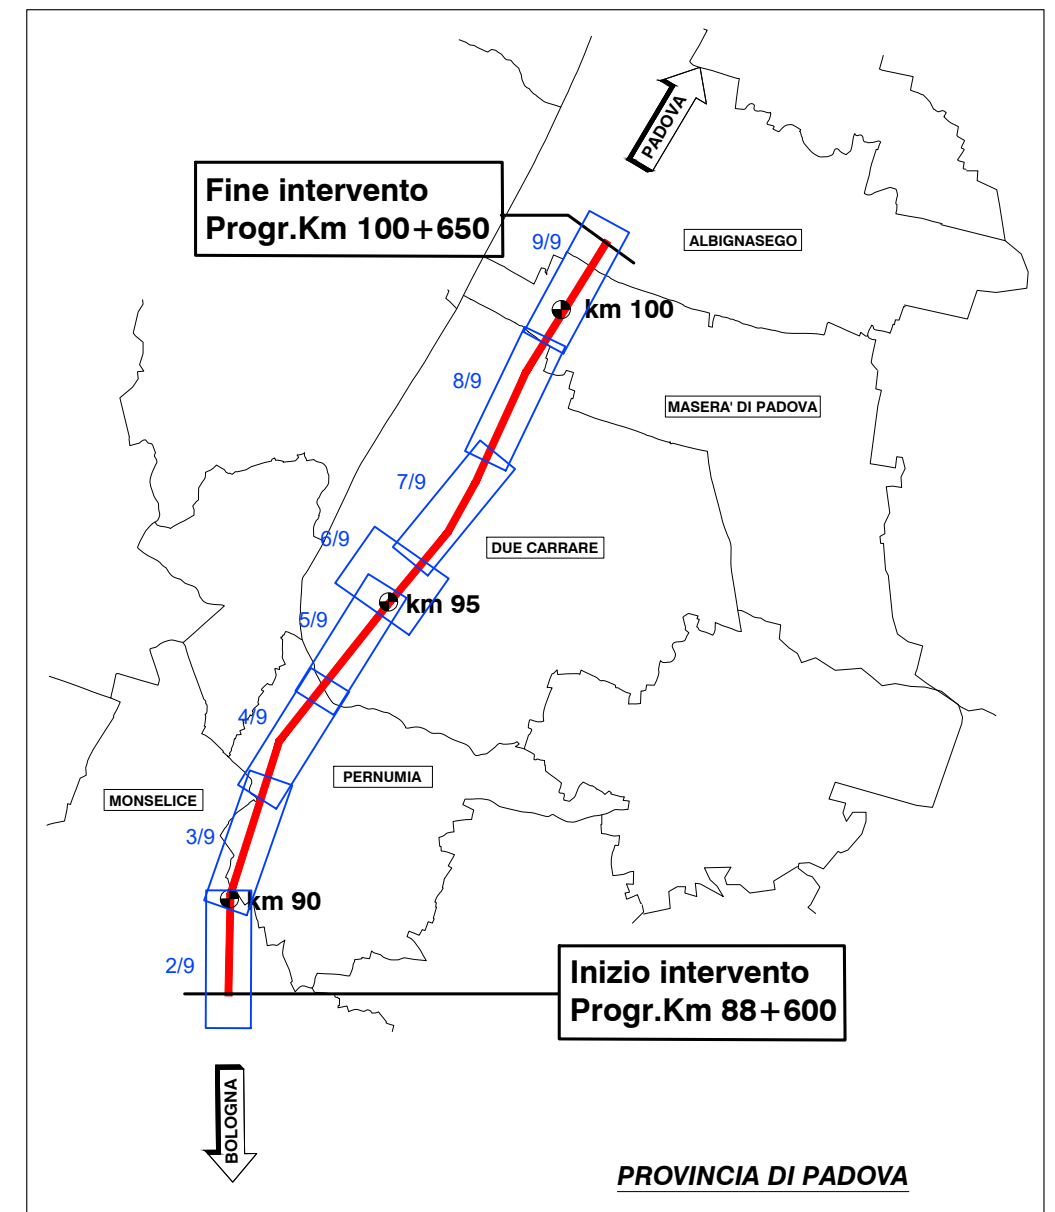 PADOVA
Fine intervento
Progr.Km 100+650
9/9
ALBIGNASEGO
km 100
8/9
MASERA' DI PADOVA
7/9
6/9
DUE CARRARE
km 95
5/9
4/9
PERNUMIA
MONSELICE
3/9
km 90
2/9
Inizio intervento
Progr.Km 88+600
BOLOGNA
PROVINCIA DI PADOVA